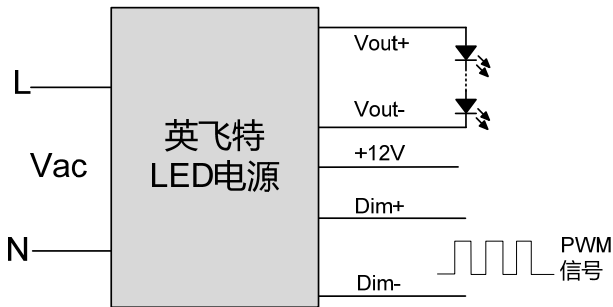 L
Vac
N
英飞特
LED电源
Vout+
Vout-
+12V
Dim+
Dim-
PWM
信号